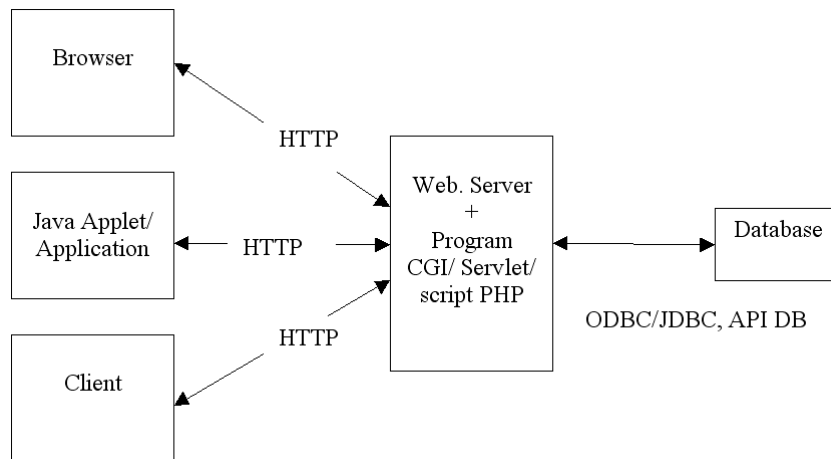 Browser
HTTP
Java Applet/
Application
HTTP
Client
HTTP
Web. Server
+
Program
CGI/ Servlet/
script PHP
Database
ODBC/JDBC, API DB